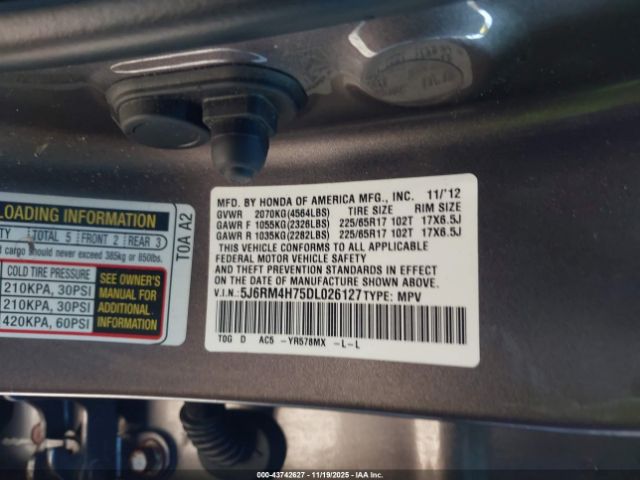 MFD. BY HONDA OF AMERICA MFG., INC. 11/'12
GVWR 2070KG(4564LBS) TIRE SIZE RIM SIZE
GAWR F 1055KG(2326LBS) 225/65R17 102T 17X6.5J
GAWR R 1035KG(2282LBS) 225/65R17 102T 17X6.5J
THIS VEHICLE CONFORMS TO ALL APPLICABLE
FEDERAL MOTOR VEHICLE SAFETY
AND THEFT PREVENTION STANDARDS IN EFFECT ON
THE DATE OF MANUFACTURE SHOWN ABOVE.
V.I.N: 5J6RM4H75DL026127 TYPE: MPV
TOG D AC5 -YR578MX -L-L
LOADING INFORMATION
TOTAL 5 FRONT 2 REAR 3
cargo should never exceed 385kg or 850lbs.
COLD TIRE PRESSURE
210KPA, 30PSI
210KPA, 30PSI
420KPA, 60PSI
SEE OWNER'S
MANUAL FOR
ADDITIONAL
INFORMATION
TOA A2
IAA 000-43742627 | 11/19/2025 | IAAI.COM